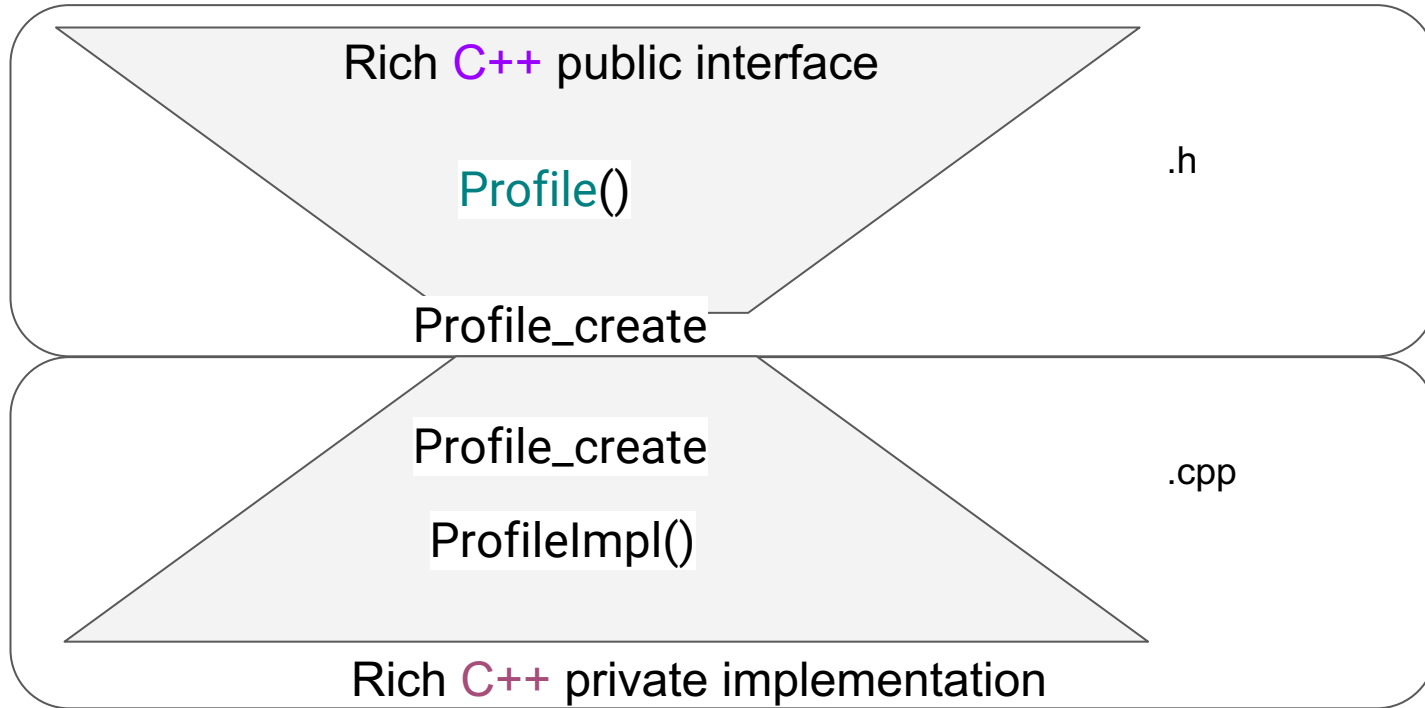 Rich C++ public interface
.h
Profile()
Profile_create
Profile_create
.cpp
ProfileImpl()
Rich C++ private implementation